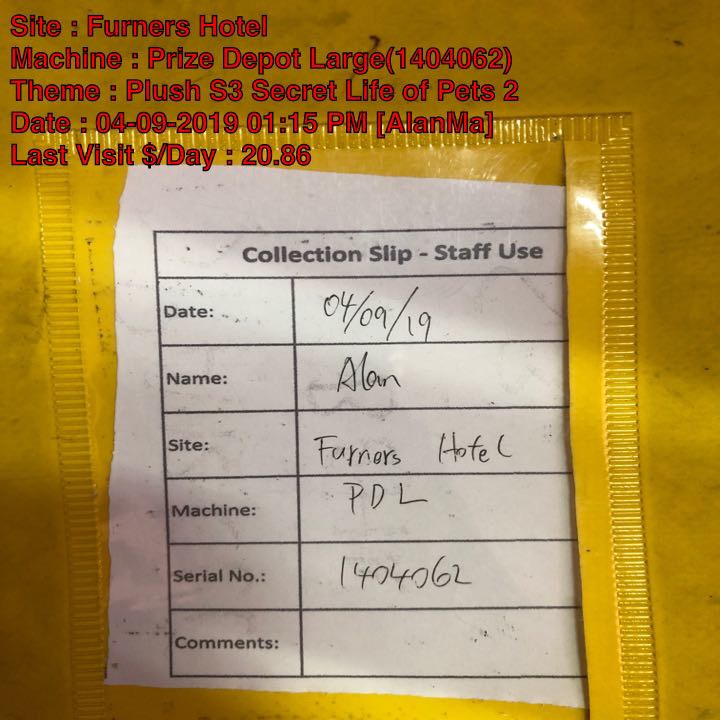 Site : Furners Hotel
Machine : Prize Depot Large(1404062)
Theme : Plush S3 Secret Life of Pets 2
Date : 04-09-2019 01:15 PM [AlanMa]
Last Visit $/Day : 20.86
Collection Slip - Staff Use
Date: 04/09/19
Name: Alan
Site: Furners Hotel
Machine: PDL
Serial No.: 1404062
Comments: